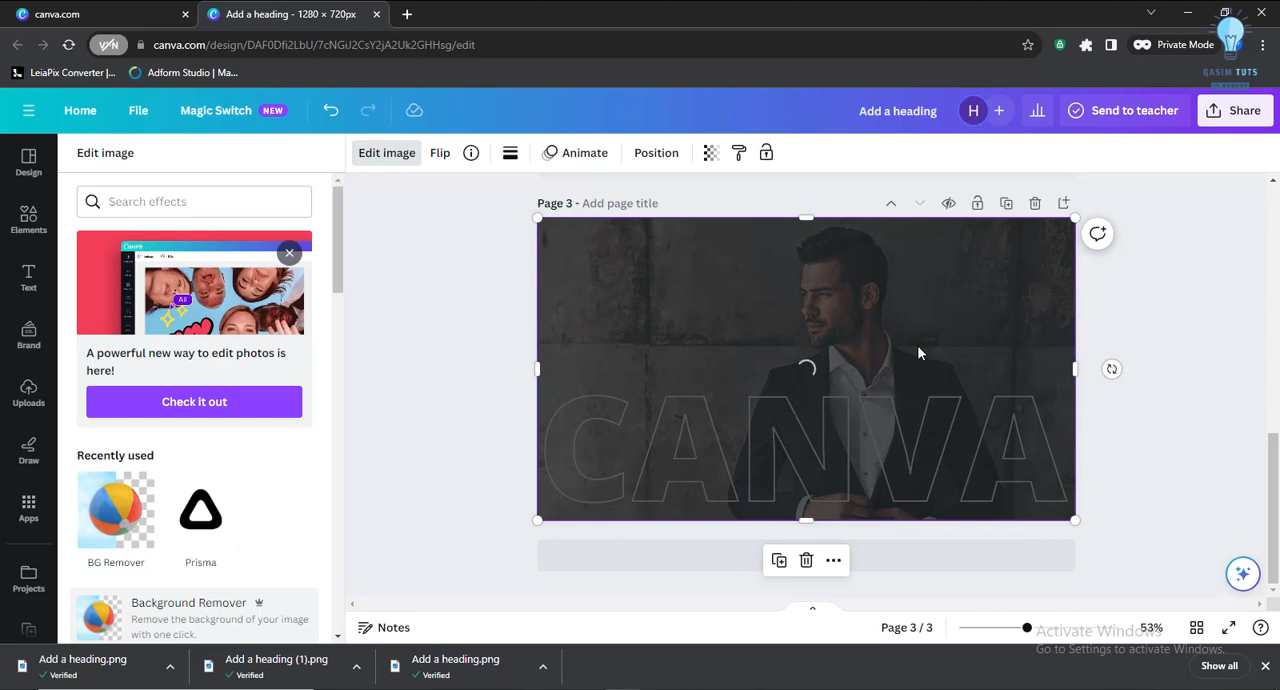 canva.com
Add a heading - 1280 × 720px
VPN
canva.com/design/DAF0Dfi2LbU/7cNGiJ2CsY2jA2Uk2GHHsg/edit
Private Mode
LeiaPix Converter |...
Adform Studio | Ma...
QASIM TUTS
Home
File
Magic Switch NEW
Add a heading
H
Send to teacher
Share
Edit image
Edit image
Flip
Animate
Position
Design
Elements
Text
Brand
Uploads
Draw
Apps
Projects
Search effects
Canva
All
A powerful new way to edit photos is
here!
Check it out
Recently used
BG Remover
Prisma
Background Remover
Remove the background of your image
with one click.
Page 3 - Add page title
CANVA
Notes
Page 3 / 3
53%
Activate Windows
Go to Settings to activate Windows.
Add a heading.png
Verified
Add a heading (1).png
Verified
Add a heading.png
Verified
Show all